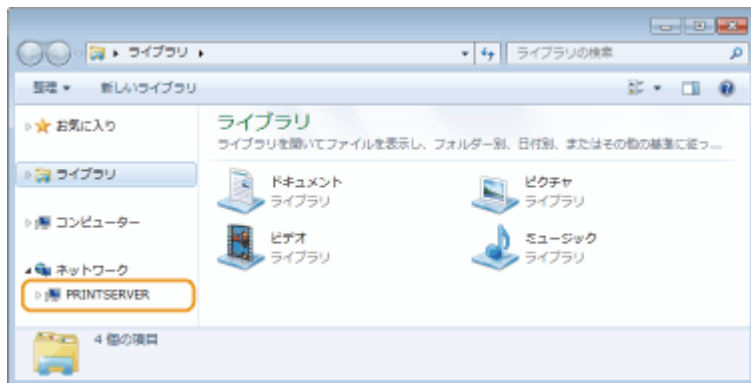 ライブラリ
ライブラリの検索
整理 新しいライブラリ
お気に入り
ライブラリ
コンピューター
ネットワーク
PRINTSERVER
ライブラリ
ライブラリを開いてファイルを表示し、フォルダー別、日付別、またはその他の基準に従っ...
ドキュメント
ライブラリ
ピクチャ
ライブラリ
ビデオ
ライブラリ
ミュージック
ライブラリ
4 個の項目